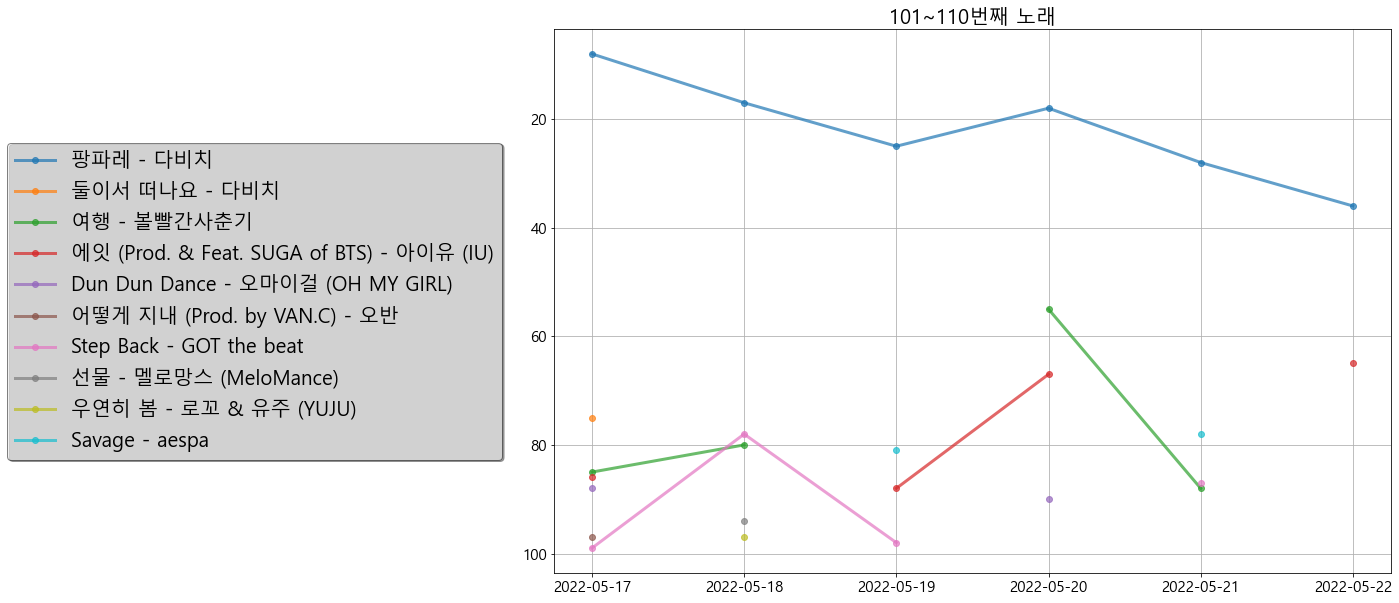 101~110번째 노래
팡파레 - 다비치
둘이서 떠나요 - 다비치
여행 - 볼빨간사춘기
에잇 (Prod. & Feat. SUGA of BTS) - 아이유 (IU)
Dun Dun Dance - 오마이걸 (OH MY GIRL)
어떻게 지내 (Prod. by VAN.C) - 오반
Step Back - GOT the beat
선물 - 멜로망스 (MeloMance)
우연히 봄 - 로꼬 & 유주 (YUJU)
Savage - aespa
20
40
60
80
100
2022-05-17 2022-05-18 2022-05-19 2022-05-20 2022-05-21 2022-05-22